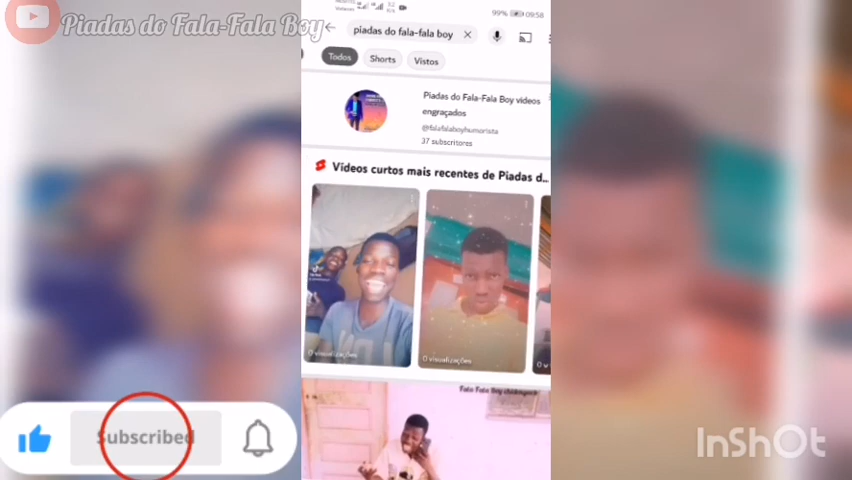 Piadas do Fala-Fala Boy
99% 09:58
piadas do fala-fala boy
Todos Shorts Vistos
Piadas do Fala-Fala Boy vídeos
engraçados
@falafalaboyhumorista
37 subscritores
Vídeos curtos mais recentes de Piadas d...
0 visualizações
0 visualizações
0 v
Fala Fala Boy
Subscribed
InShOt